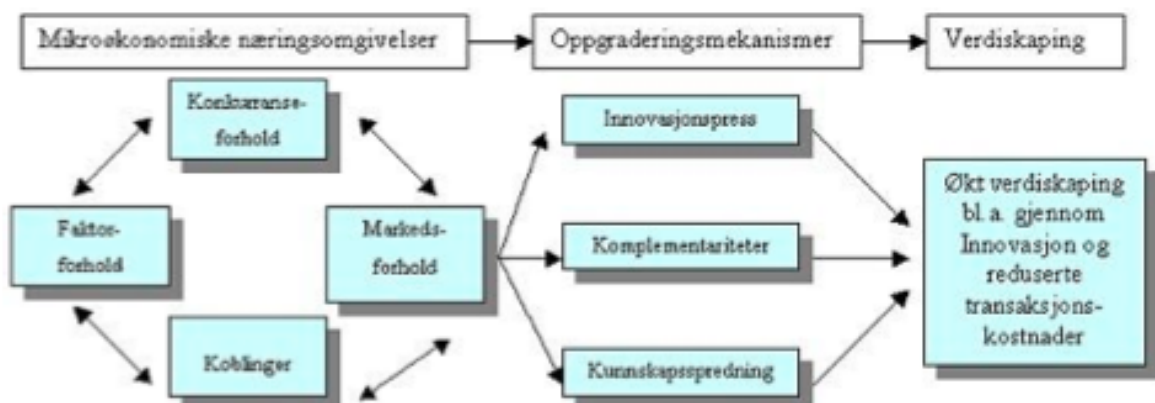 Mikroøkonomiske næringsomgivelser
Oppgraderingsmekanismer
Verdiskaping
Konkurranse-
forhold
Faktor-
forhold
Markeds-
forhold
Koblinger
Innovasjonspress
Komplementariteter
Kunnskapsspredning
Økt verdiskaping
bl. a. gjennom
Innovasjon og
reduserte
transaksjons-
kostnader